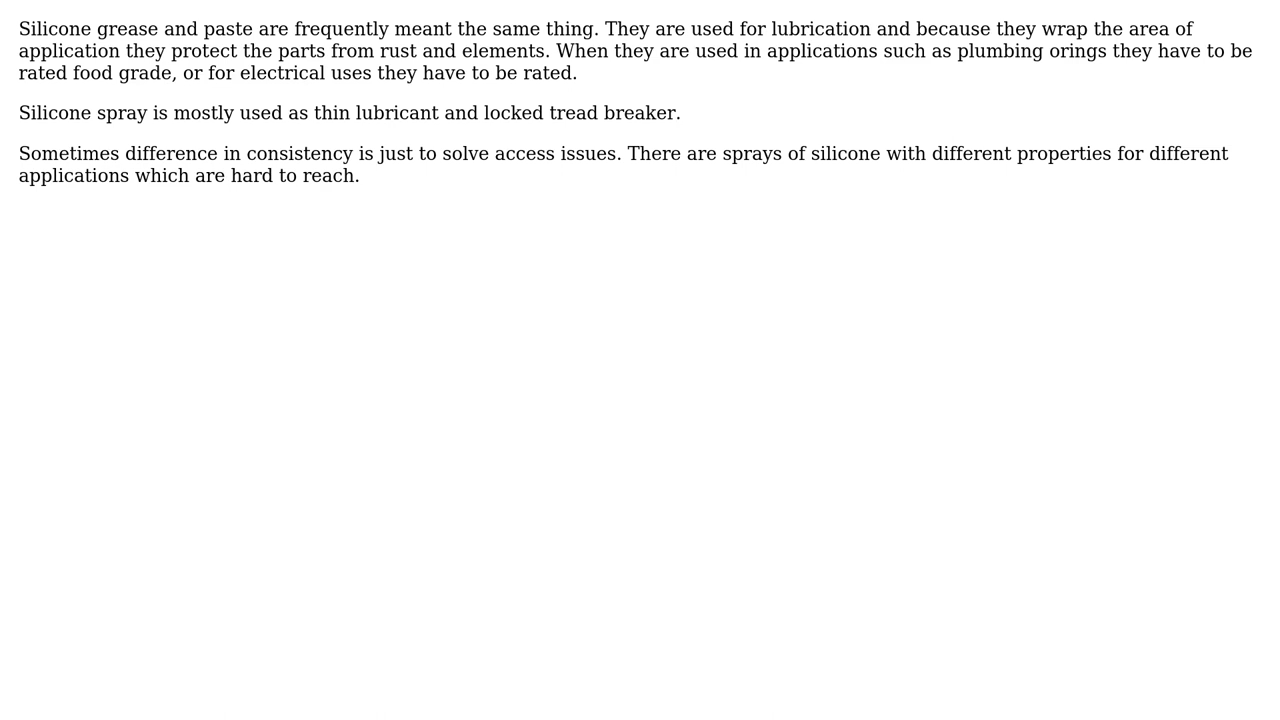 Silicone grease and paste are frequently meant the same thing. They are used for lubrication and because they wrap the area of
application they protect the parts from rust and elements. When they are used in applications such as plumbing orings they have to be
rated food grade, or for electrical uses they have to be rated.
Silicone spray is mostly used as thin lubricant and locked tread breaker.
Sometimes difference in consistency is just to solve access issues. There are sprays of silicone with different properties for different
applications which are hard to reach.